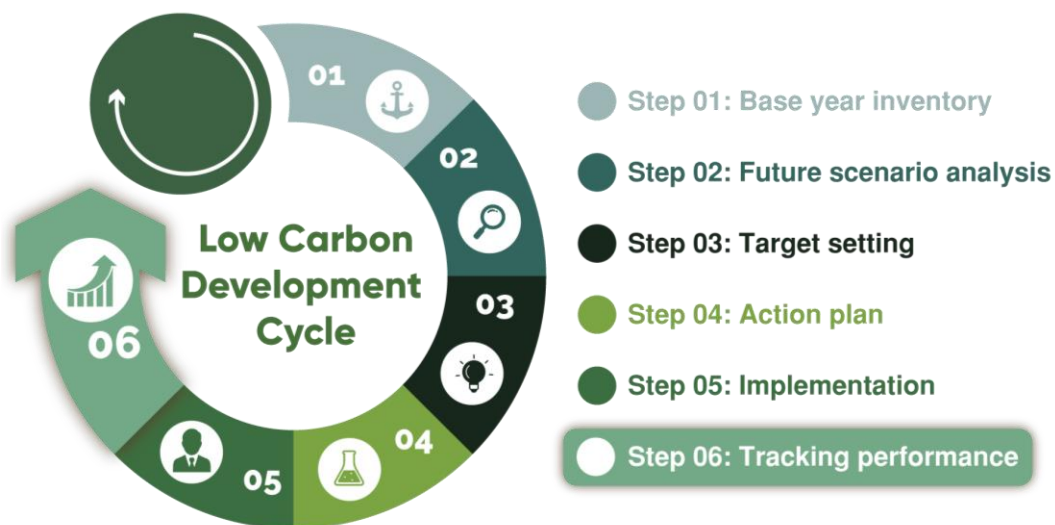 01
02
03
04
05
06
Low Carbon
Development
Cycle
Step 01: Base year inventory
Step 02: Future scenario analysis
Step 03: Target setting
Step 04: Action plan
Step 05: Implementation
Step 06: Tracking performance